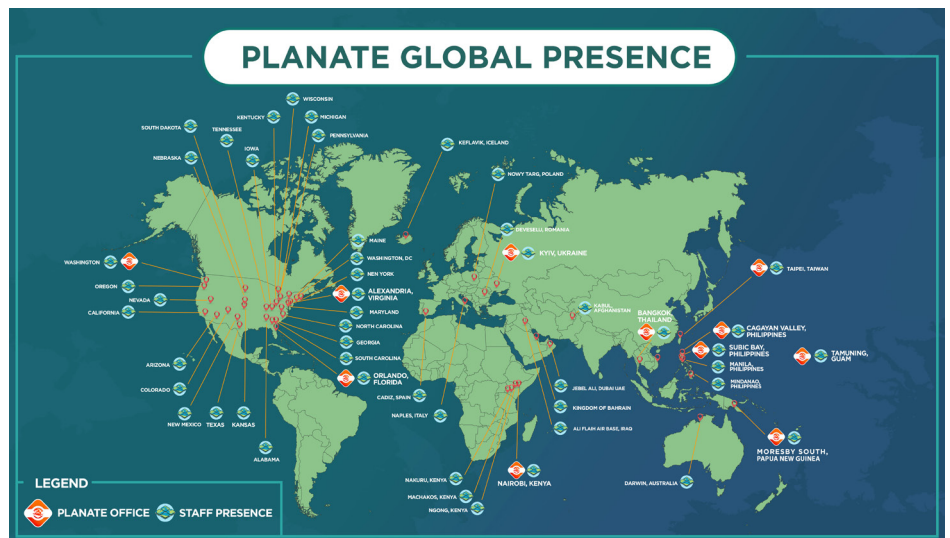 PLANATE GLOBAL PRESENCE
WISCONSIN
KENTUCKY
MICHIGAN
SOUTH DAKOTA
TENNESSEE
PENNSYLVANIA
IOWA
NEBRASKA
KEFLAVIK, ICELAND
NOWY TARG, POLAND
DEVESELU, ROMANIA
MAINE
KYIV, UKRAINE
WASHINGTON, DC
WASHINGTON
TAIPEI, TAIWAN
NEN YORK
OREGON
ALEXANDRIA,
VIRGINIA
NEVADA
CALIFORNIA
MARYLAND
KABUL,
AFGHANISTAN
BANGKOK,
THAILAND
NORTH CAROLINA
CAGAYAN VALLEY,
PHILIPPINES
GEORGIA
SUBIC BAY,
PHILIPPINES
TAMUNING,
GUAM
SOUTH CAROLINA
ARIZONA
MANILA,
PHILIPPINES
ORLANDO,
FLORIDA
MINDANAO,
PHILIPPINES
COLORADO
CADIZ, SPAIN
JEBEL ALI, DUBAI UAE
NEW MEXICO
TEXAS
KANSAS
NAPLES, ITALY
KINGDOM OF BAHRAIN
ALI FLAIN AIR BASE, IRAQ
ALABAMA
MORESBY SOUTH,
PAPUA NEW GUINEA
NAKURU, KENYA
NAIROBI, KENYA
DARWIN, AUSTRALIA
MACHAKOS, KENYA
NGONG, KENYA
LEGEND
PLANATE OFFICE
STAFF PRESENCE